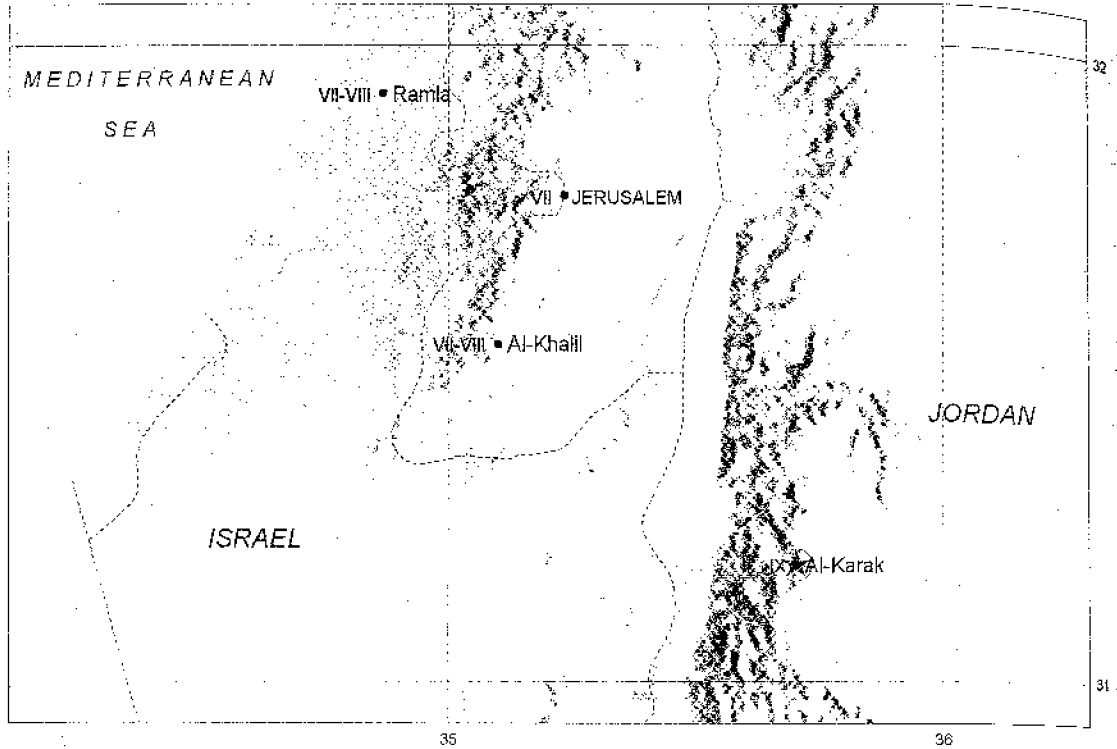 32
MEDITERRANEAN
SEA
VII-VIII Ramla
VII JERUSALEM
VII-VIII Al-Khalil
JORDAN
ISRAEL
IX Al-Karak
31
35 36